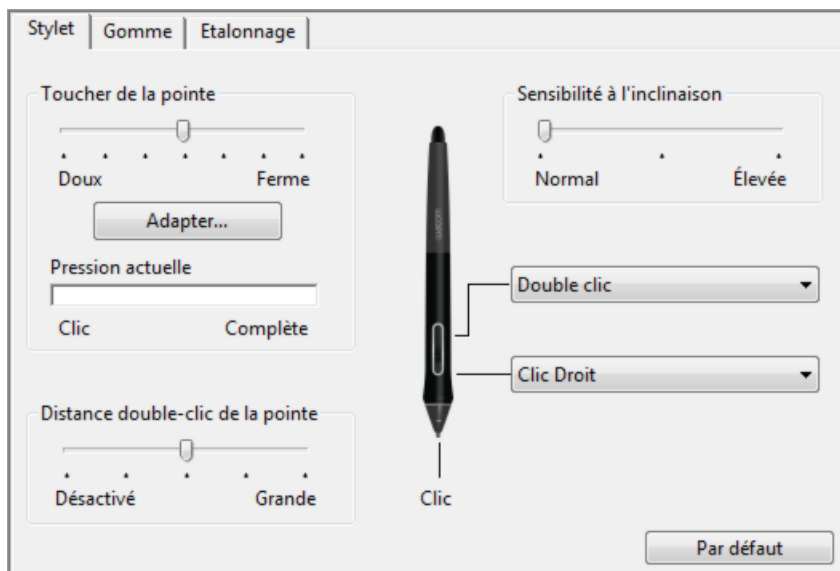 Stylet
Gomme
Etalonnage
Toucher de la pointe
Doux
Ferme
Adapter...
Pression actuelle
Clic
Complète
Distance double-clic de la pointe
Désactivé
Grande
wacom
Clic
Sensibilité à l'inclinaison
Normal
Élevée
Double clic
Clic Droit
Par défaut